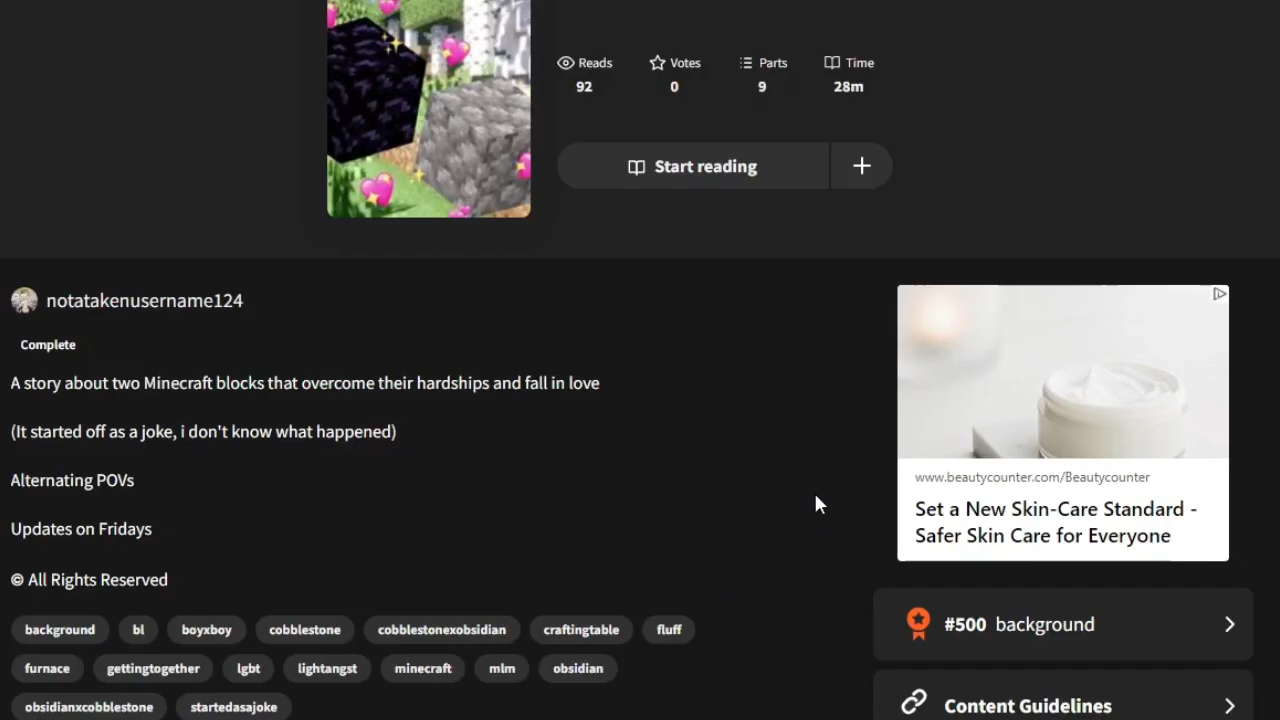 Reads Votes Parts Time
92 0 9 28m
Start reading
notatakenusername124
Complete
A story about two Minecraft blocks that overcome their hardships and fall in love
(It started off as a joke, i don't know what happened)
Alternating POVs
Updates on Fridays
© All Rights Reserved
background bl boyxboy cobblestone cobblestonexobsidian craftingtable fluff
furnace gettingtogether lgbt lightangst minecraft mlm obsidian
obsidianxcobblestone startedasajoke
www.beautycounter.com/Beautycounter
Set a New Skin-Care Standard -
Safer Skin Care for Everyone
#500 background
Content Guidelines